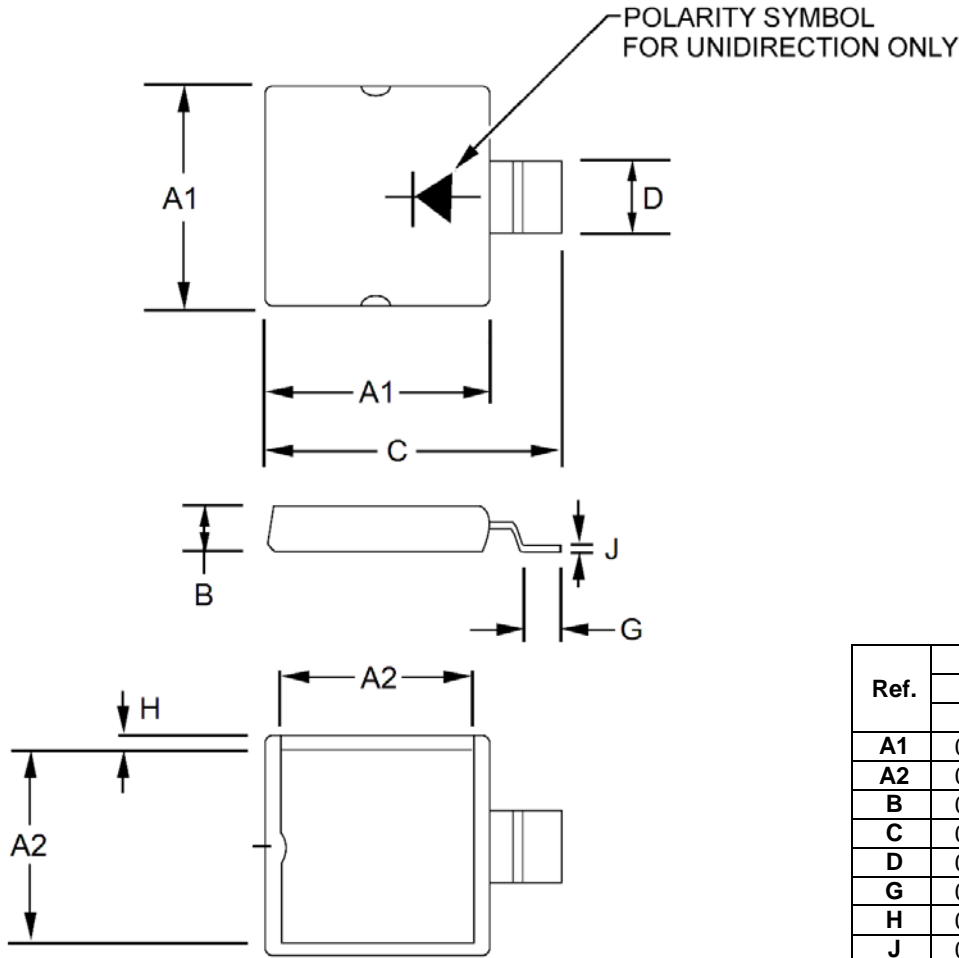 POLARITY SYMBOL
FOR UNIDIRECTION ONLY
A1
D
A1
C
B
J
G
A2
H
A2
Ref.
A1
A2
B
C
D
G
H
J